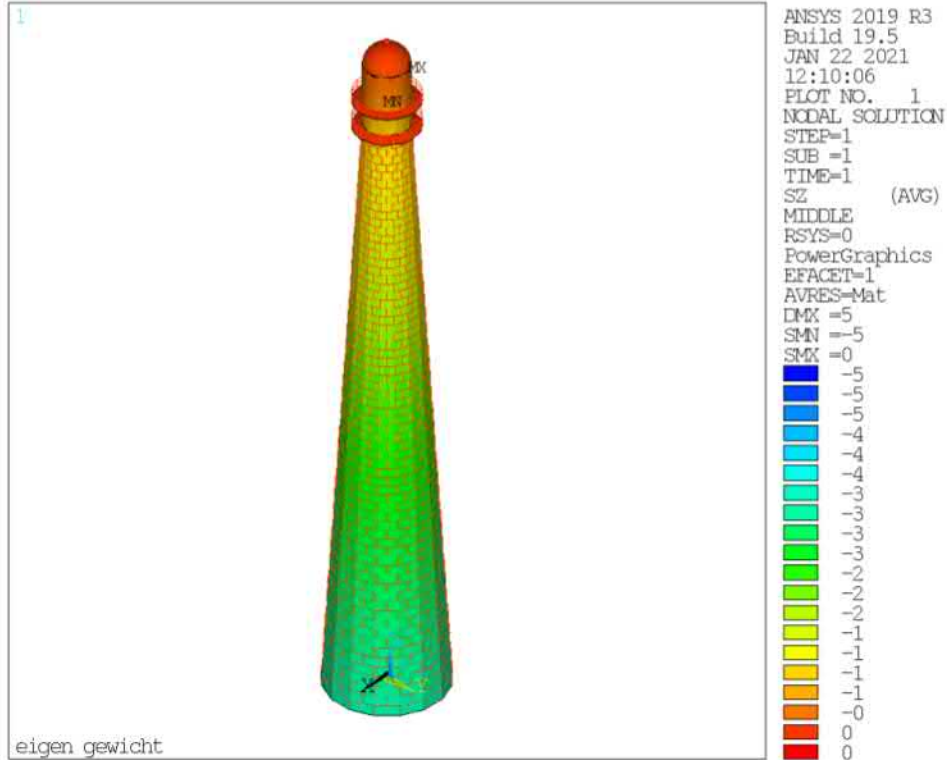 1
ANSYS 2019 R3
Build 19.5
JAN 22 2021
12:10:06
PLOT NO. 1
NODAL SOLUTION
STEP=1
SUB =1
TIME=1
SZ (AVG)
MIDDLE
RSYS=0
PowerGraphics
EFACET=1
AVRES=Mat
DMX =5
SMN =-5
SMX =0
-5
-5
-5
-4
-4
-4
-3
-3
-3
-3
-2
-2
-2
-1
-1
-1
-1
-0
0
0
MX
MN
X
Y
eigen gewicht